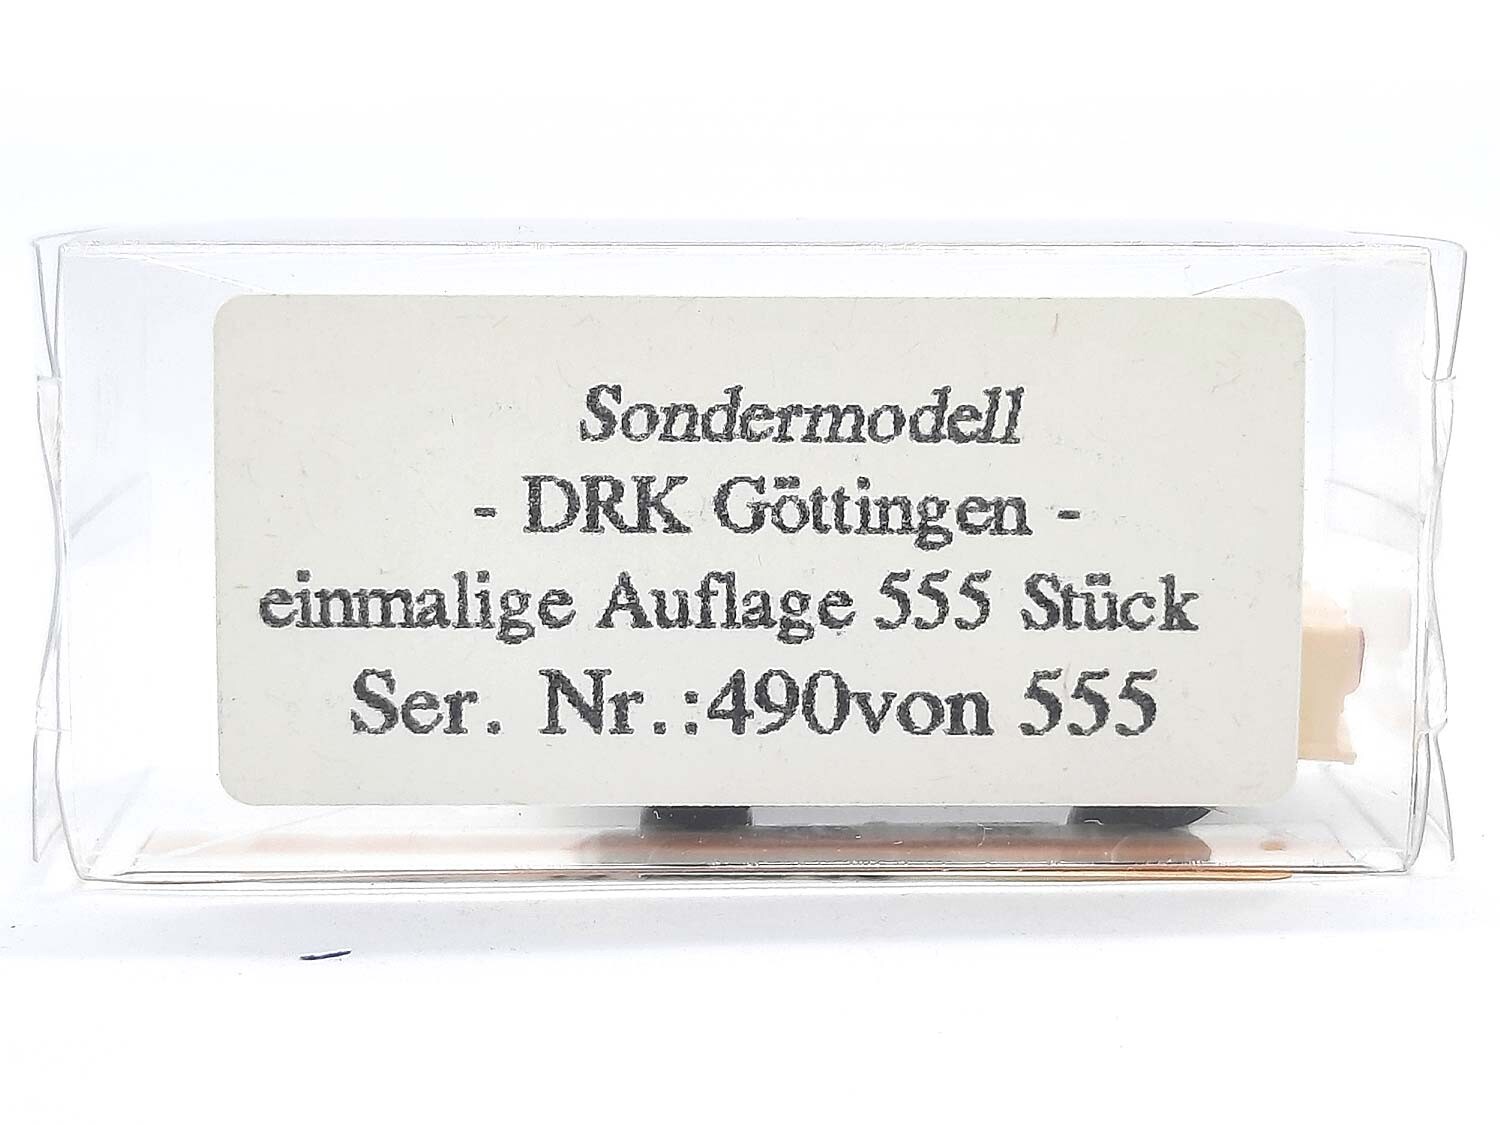 Sondermodell
- DRK Göttingen -
einmalige Auflage 555 Stück
Ser. Nr.:490von 555